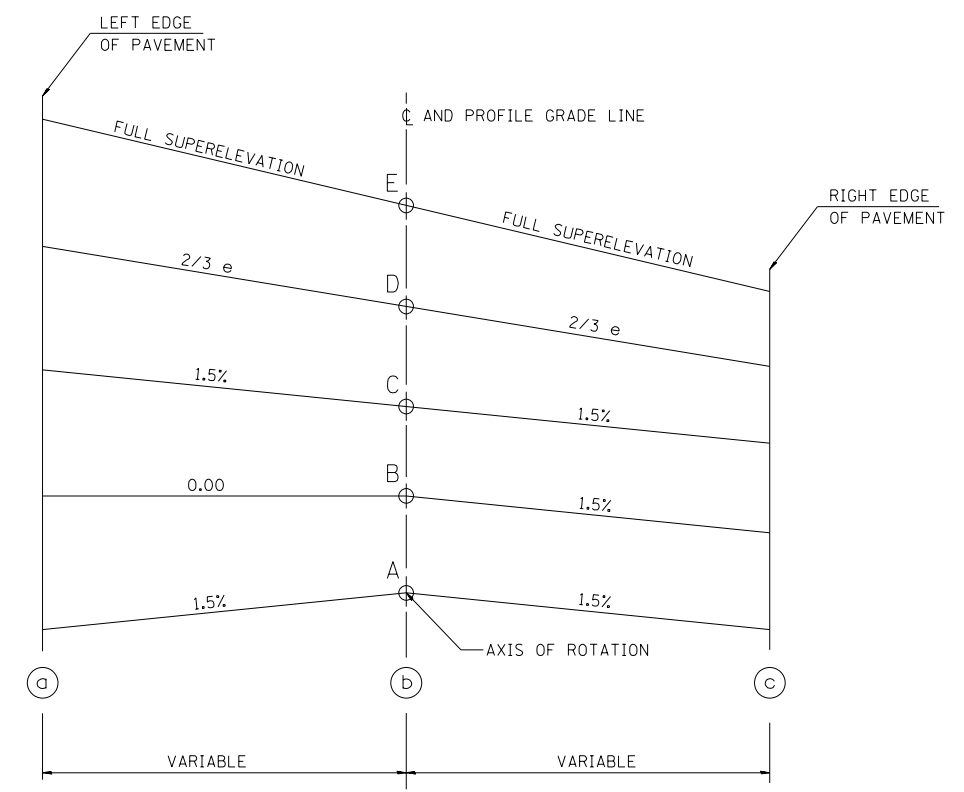 LEFT EDGE
OF PAVEMENT
℄ AND PROFILE GRADE LINE
FULL SUPERELEVATION
E
RIGHT EDGE
OF PAVEMENT
FULL SUPERELEVATION
2/3 e
D
2/3 e
1.5%
C
1.5%
0.00
B
1.5%
A
1.5%
1.5%
AXIS OF ROTATION
a
b
c
VARIABLE
VARIABLE